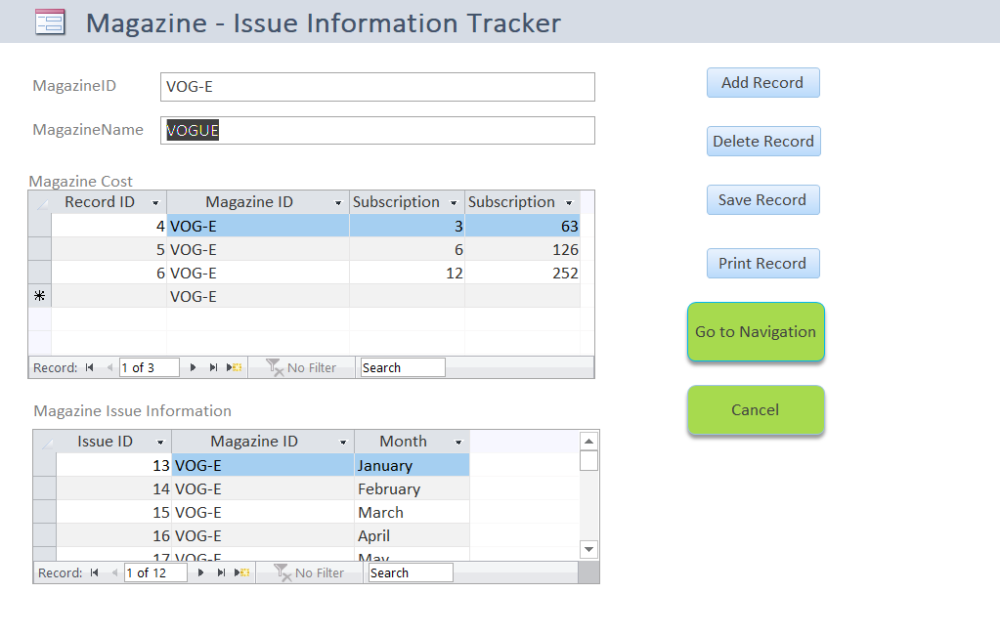 Magazine - Issue Information Tracker
MagazineID VOG-E
MagazineName VOGUE
Add Record
Delete Record
Save Record
Print Record
Go to Navigation
Cancel
Magazine Cost
Record ID Magazine ID Subscription Subscription
4 VOG-E 3 63
5 VOG-E 6 126
6 VOG-E 12 252
VOG-E
Record: 1 of 3 No Filter Search
Magazine Issue Information
Issue ID Magazine ID Month
13 VOG-E January
14 VOG-E February
15 VOG-E March
16 VOG-E April
17 VOG-E May
Record: 1 of 12 No Filter Search